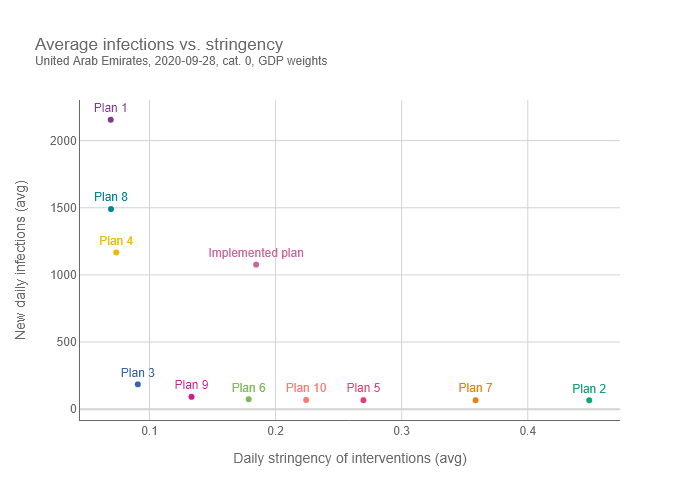 Average infections vs. stringency
United Arab Emirates, 2020-09-28, cat. 0, GDP weights
New daily infections (avg)
2000
1500
1000
500
0
Plan 1
Plan 8
Plan 4
Implemented plan
Plan 3
Plan 9
Plan 6
Plan 10
Plan 5
Plan 7
Plan 2
0.1
0.2
0.3
0.4
Daily stringency of interventions (avg)